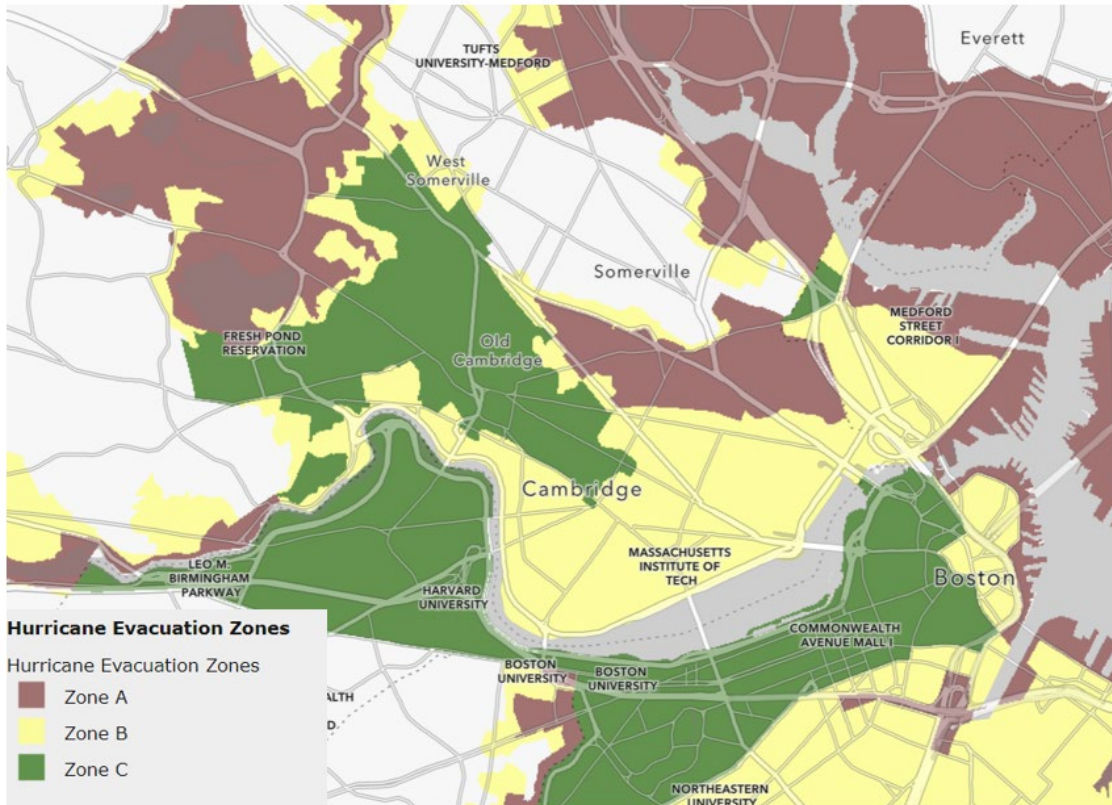 Everett
TUFTS
UNIVERSITY-MEDFORD
West
Somerville
Somerville
MEDFORD
STREET
CORRIDOR I
FRESH POND
RESERVATION
Old
Cambridge
Cambridge
MASSACHUSETTS
INSTITUTE OF
TECH
LEO M.
BIRMINGHAM
PARKWAY
HARVARD
UNIVERSITY
Boston
COMMONWEALTH
AVENUE MALL I
BOSTON
UNIVERSITY
BOSTON
UNIVERSITY
ALTH
D
NORTHEASTERN
UNIVERSITY
Hurricane Evacuation Zones
Hurricane Evacuation Zones
Zone A
Zone B
Zone C